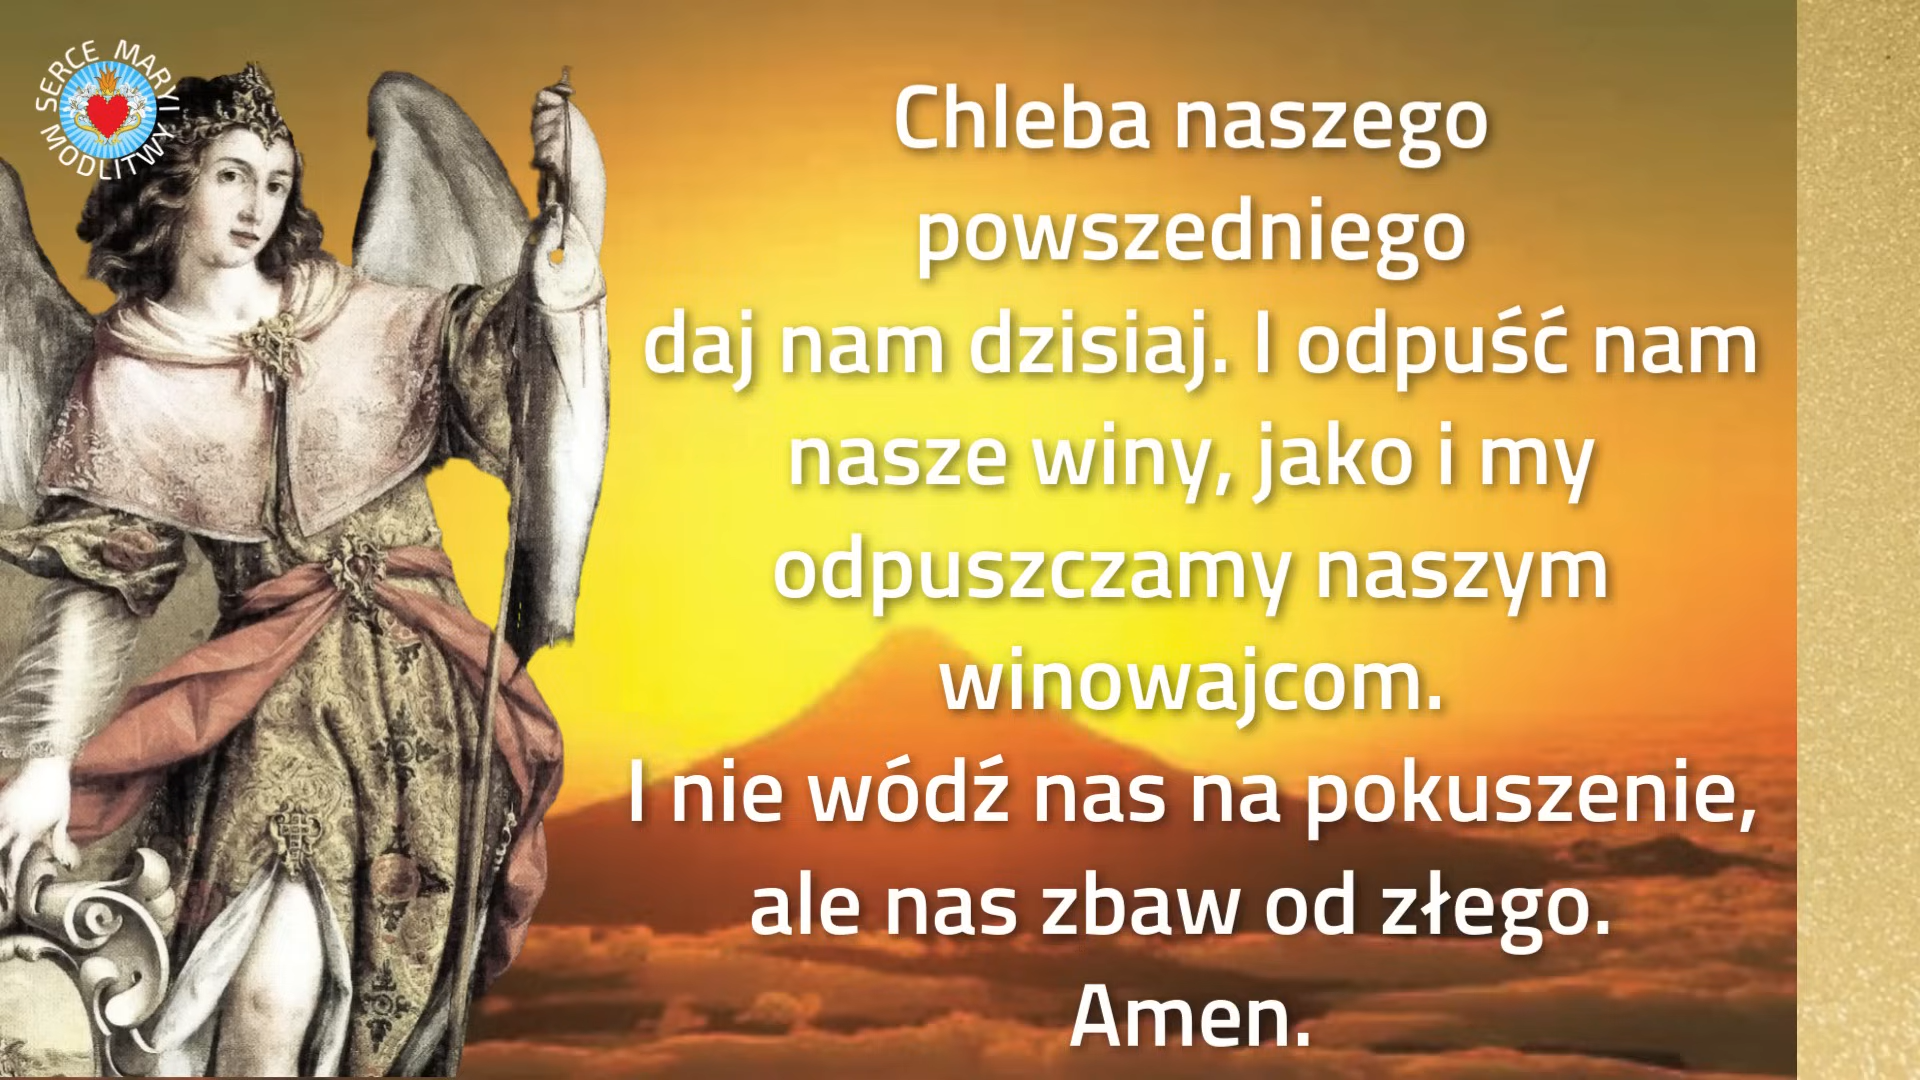 SERCE MARYI
MODLITWY
Chleba naszego
powszedniego
daj nam dzisiaj. I odpuść nam
nasze winy, jako i my
odpuszczamy naszym
winowajcom.
I nie wódź nas na pokuszenie,
ale nas zbaw od złego.
Amen.